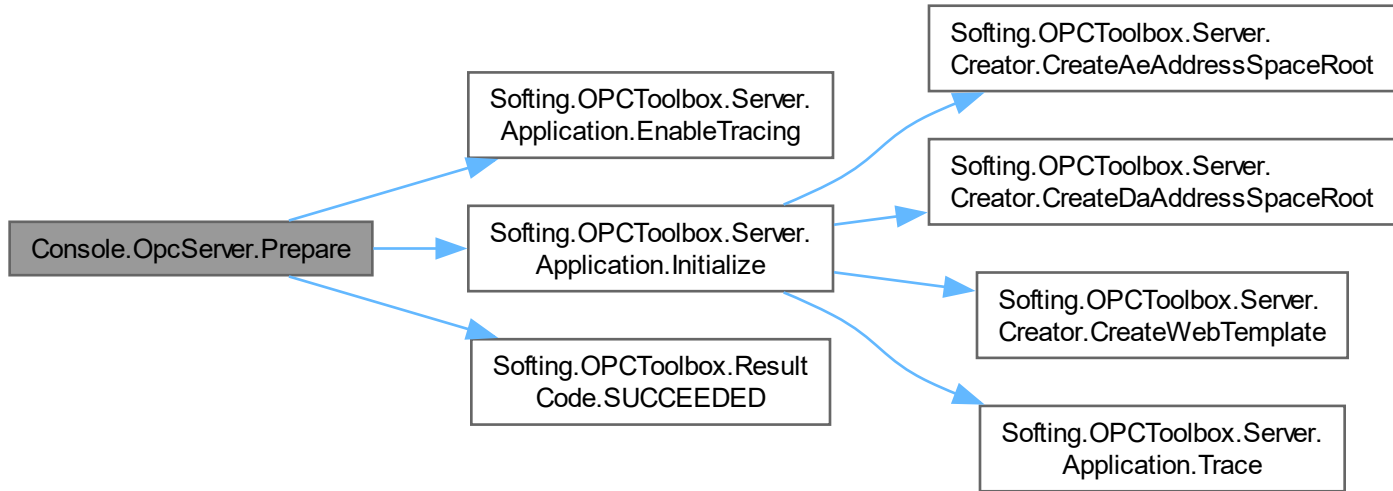 Console.OpcServer.Prepare
Softing.OPCToolbox.Server.
Application.EnableTracing
Softing.OPCToolbox.Server.
Application.Initialize
Softing.OPCToolbox.Result
Code.SUCCEEDED
Softing.OPCToolbox.Server.
Creator.CreateAeAddressSpaceRoot
Softing.OPCToolbox.Server.
Creator.CreateDaAddressSpaceRoot
Softing.OPCToolbox.Server.
Creator.CreateWebTemplate
Softing.OPCToolbox.Server.
Application.Trace